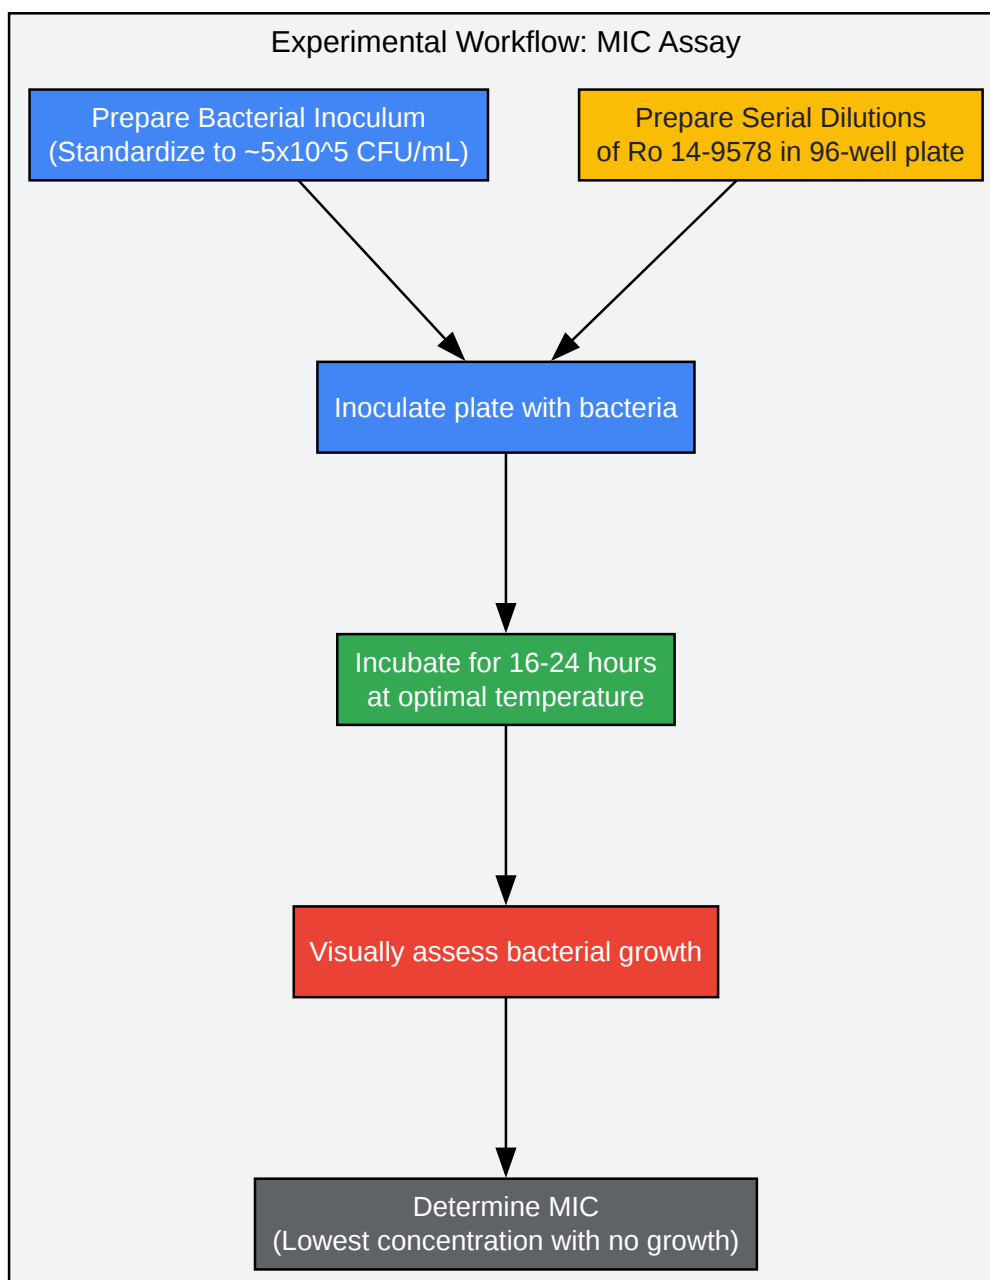 Experimental Workflow: MIC Assay
Prepare Bacterial Inoculum
(Standardize to ~5x10^5 CFU/mL)
Prepare Serial Dilutions
of Ro 14-9578 in 96-well plate
Inoculate plate with bacteria
Incubate for 16-24 hours
at optimal temperature
Visually assess bacterial growth
Determine MIC
(Lowest concentration with no growth)